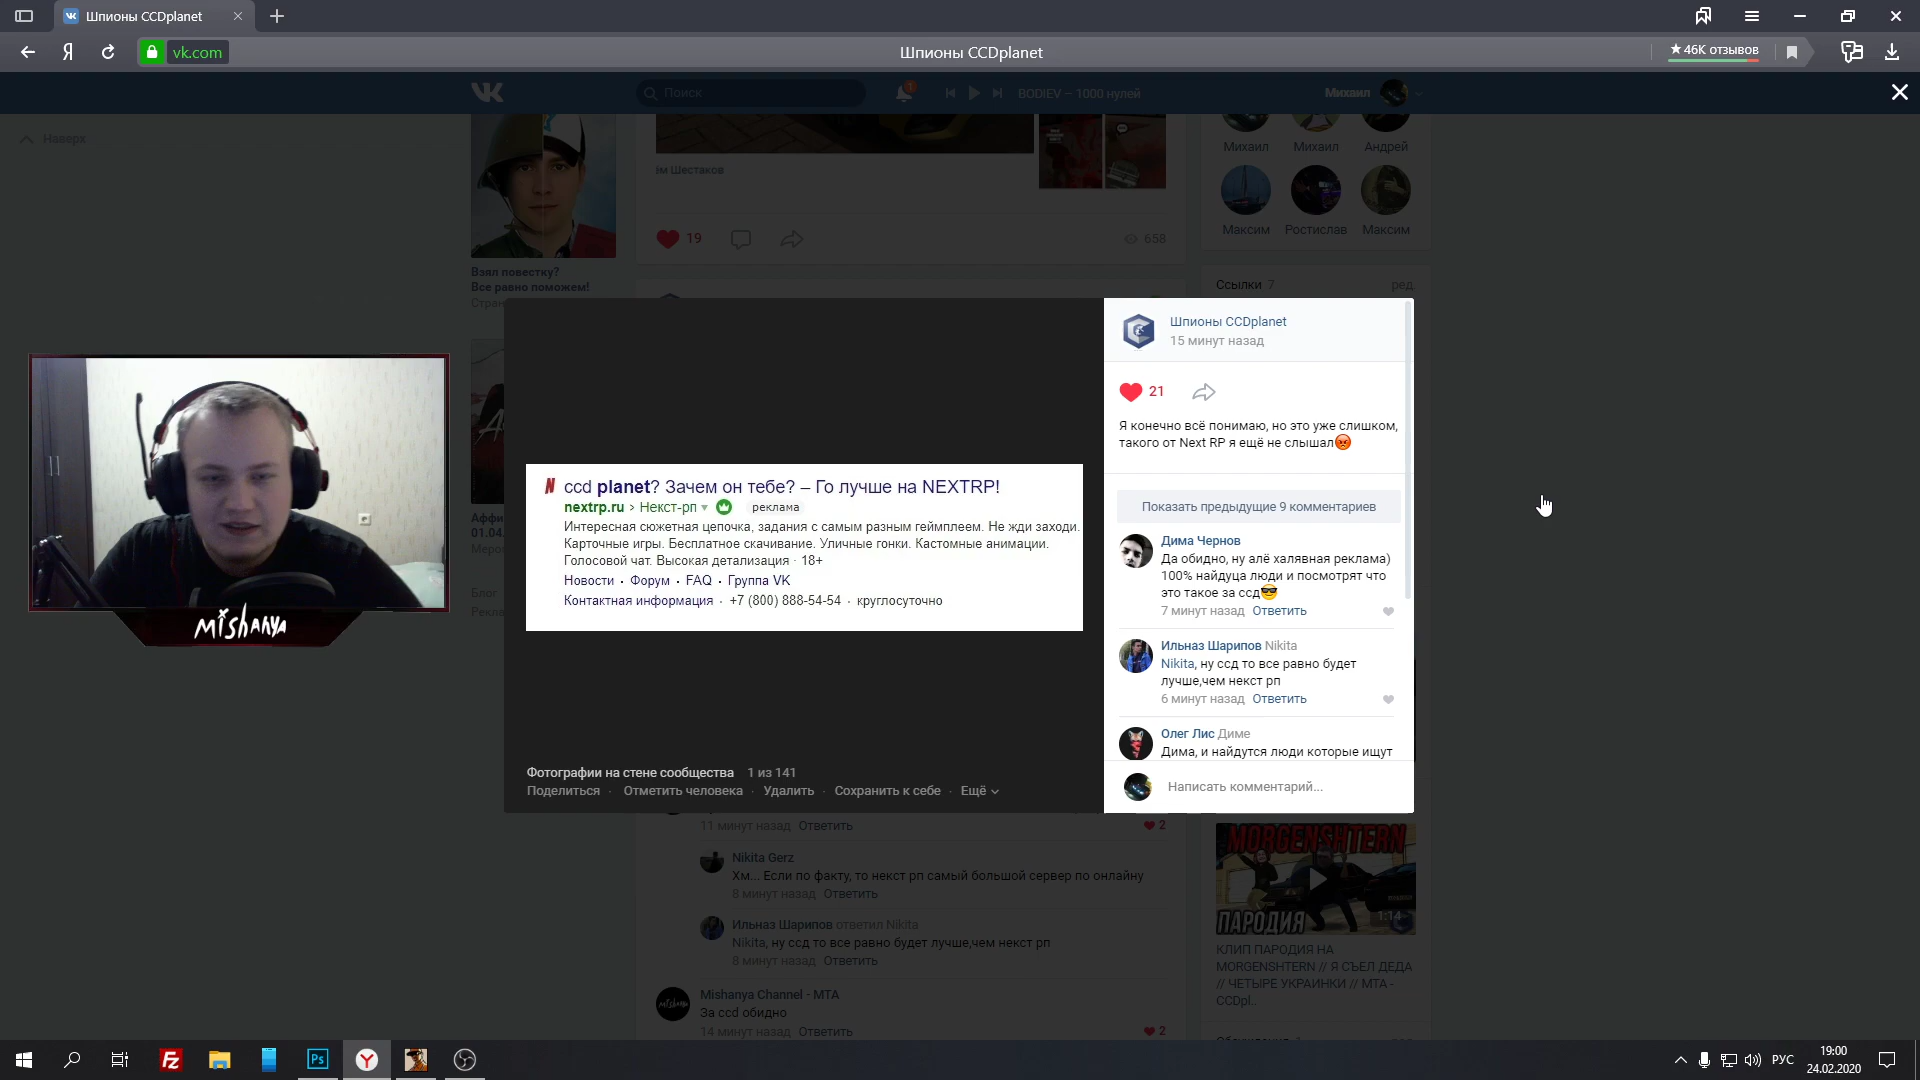 Шпионы CCDplanet
vk.com
Шпионы CCDplanet
★46K отзывов
Поиск
1
BODIEV – 1000 нулей
Михаил
Наверх
им Шестаков
19
658
Взял повестку?
Все равно поможем!
Михаил
Михаил
Андрей
Максим
Ростислав
Максим
Ссылки 7
ред.
ccd planet? Зачем он тебе? – Го лучше на NEXTRP!
nextrp.ru › Некст-рп
реклама
Интересная сюжетная цепочка, задания с самым разным геймплеем. Не жди заходи.
Карточные игры. Бесплатное скачивание. Уличные гонки. Кастомные анимации.
Голосовой чат. Высокая детализация · 18+
Новости · Форум · FAQ · Группа VK
Контактная информация · +7 (800) 888-54-54 · круглосуточно
Фотографии на стене сообщества 1 из 141
Поделиться · Отметить человека · Удалить · Сохранить к себе · Ещё
Шпионы CCDplanet
15 минут назад
21
Я конечно всё понимаю, но это уже слишком,
такого от Next RP я ещё не слышал😡
Показать предыдущие 9 комментариев
Дима Чернов
Да обидно, ну алё халявная реклама)
100% найдуца люди и посмотрят что
это такое за ссд😎
7 минут назад Ответить
Ильназ Шарипов Nikita
Nikita, ну ссд то все равно будет
лучше,чем некст рп
6 минут назад Ответить
Олег Лис Диме
Дима, и найдутся люди которые ищут
Написать комментарий...
Mishanya
01.04.
Блог
11 минут назад Ответить
2
Nikita Gerz
Хм... Если по факту, то некст рп самый большой сервер по онлайну
8 минут назад Ответить
Ильназ Шарипов ответил Nikita
Nikita, ну ссд то все равно будет лучше,чем некст рп
8 минут назад Ответить
Mishanya Channel - MTA
За ccd обидно
14 минут назад Ответить
2
MORGENSHTERN
ПАРОДИЯ
1:14
КЛИП ПАРОДИЯ НА
MORGENSHTERN // Я СЪЕЛ ДЕДА
// ЧЕТЫРЕ УКРАИНКИ // MTA -
CCDpl..
Ps
РУС
19:00
24.02.2020